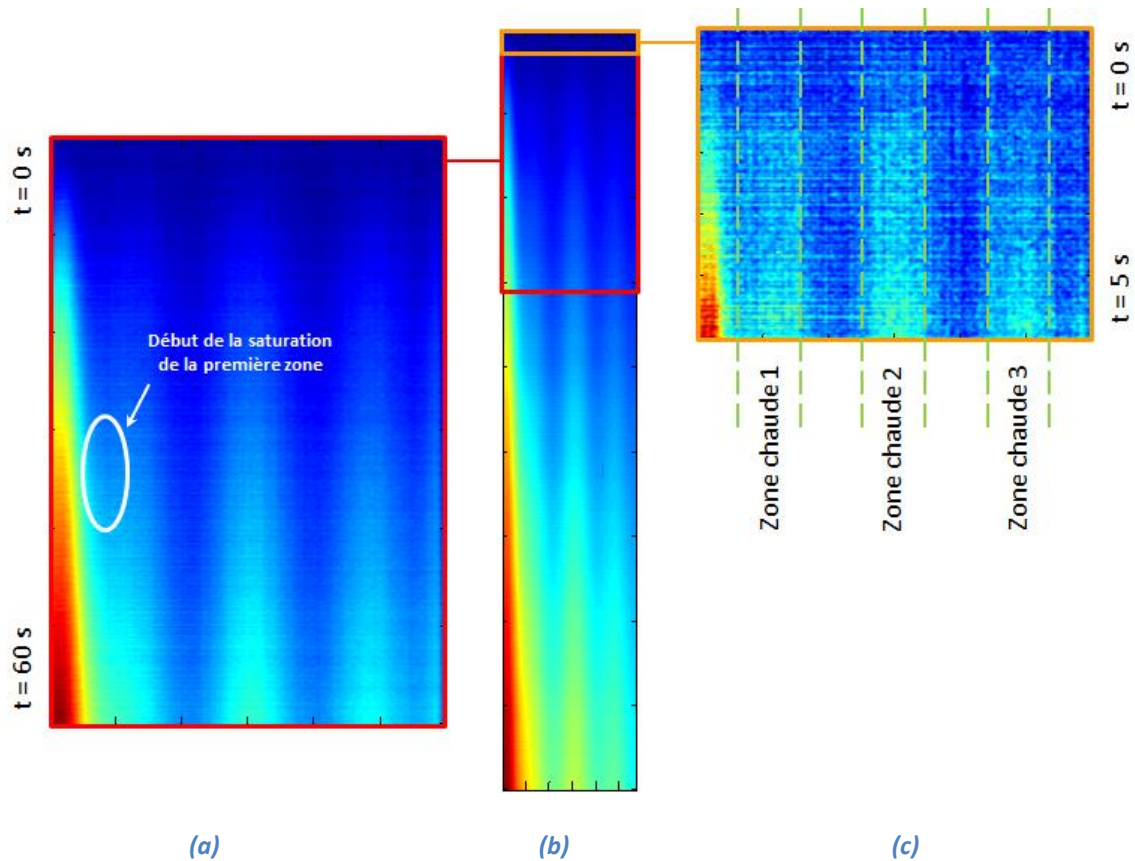 t = 0 s
t = 60 s
Début de la saturation
de la première zone
t = 0 s
t = 5 s
Zone chaude 1
Zone chaude 2
Zone chaude 3
(a)
(b)
(c)